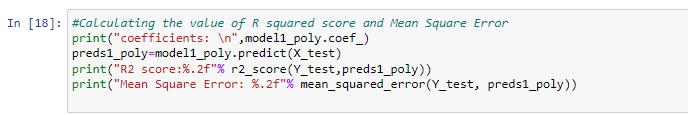 In [18]: #Calculating the value of R squared score and Mean Square Error
print("coefficients: \n",model1_poly.coef_)
preds1_poly=model1_poly.predict(X_test)
print("R2 score:%.2f"% r2_score(Y_test,preds1_poly))
print("Mean Square Error: %.2f"% mean_squared_error(Y_test, preds1_poly))